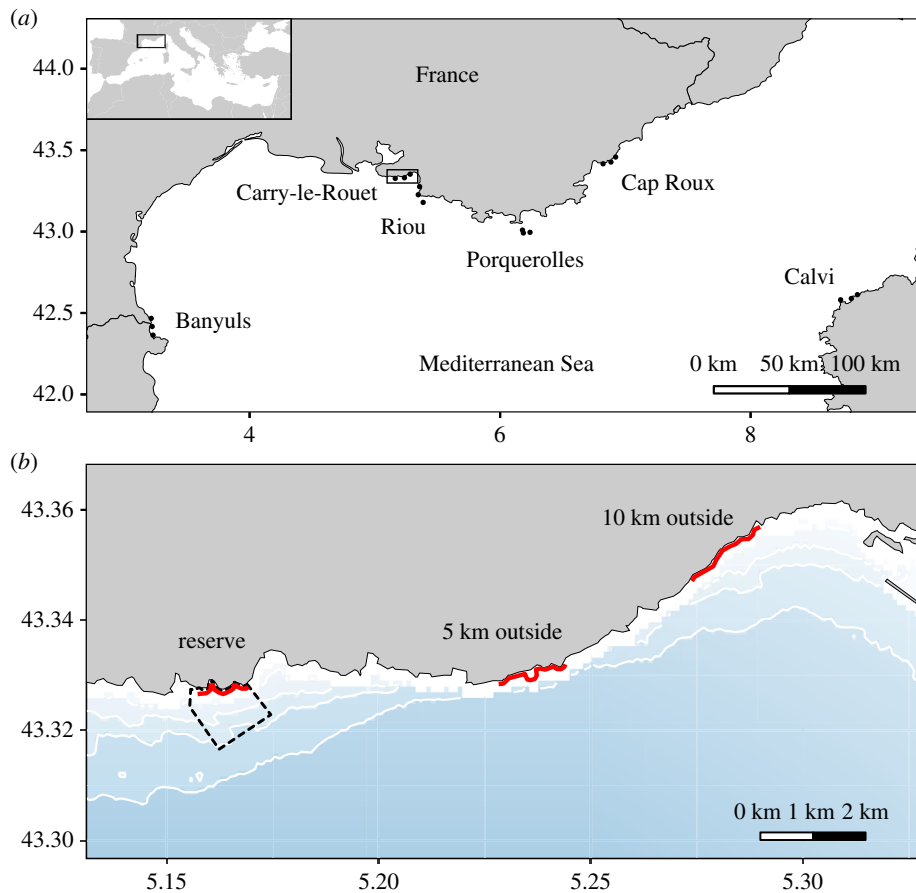 (a)
44.0
43.5
43.0
42.5
42.0
France
Carry-le-Rouet
Riou
Cap Roux
Porquerolles
Calvi
Banyuls
Mediterranean Sea
0 km 50 km 100 km
4 6 8
(b)
43.36
43.34
43.32
43.30
10 km outside
5 km outside
reserve
0 km 1 km 2 km
5.15 5.20 5.25 5.30